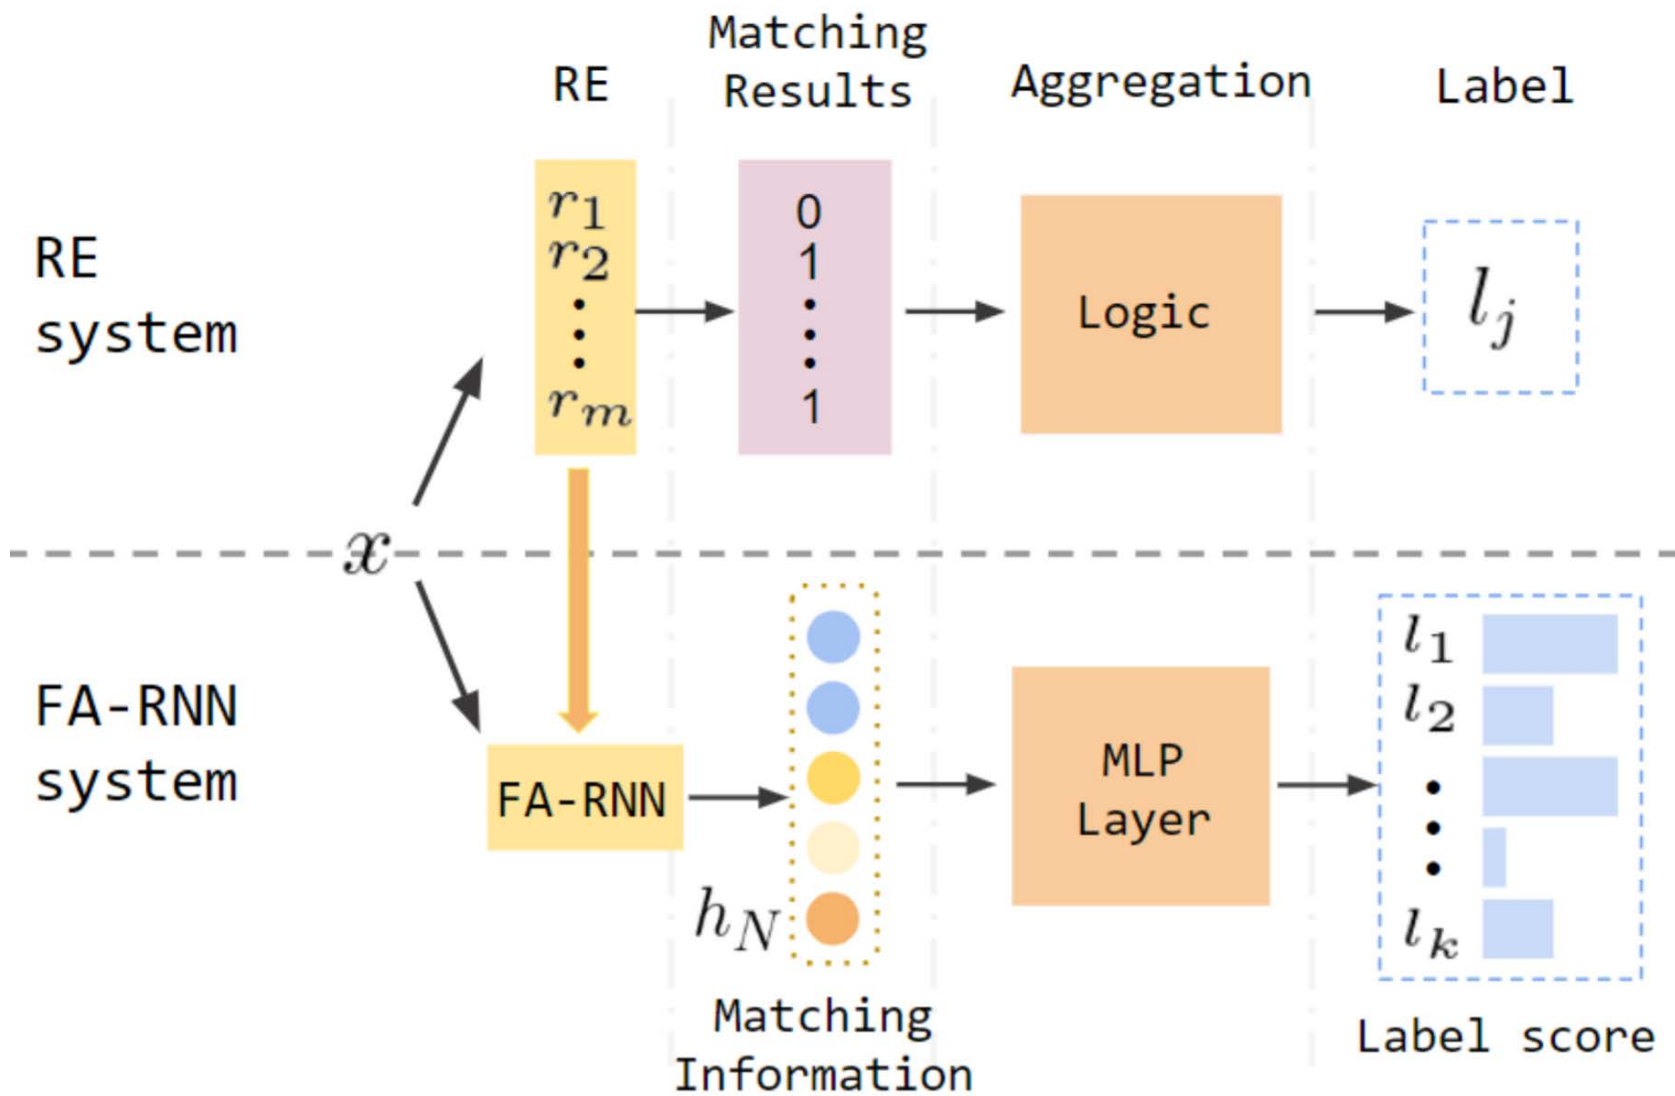 RE
Matching
Results
Aggregation
Label
RE
system
r₁
r₂
⋮
rₘ
0
1
⋮
1
Logic
lⱼ
x
FA-RNN
system
FA-RNN
h_N
Matching
Information
MLP
Layer
l₁
l₂
⋮
lₖ
Label score